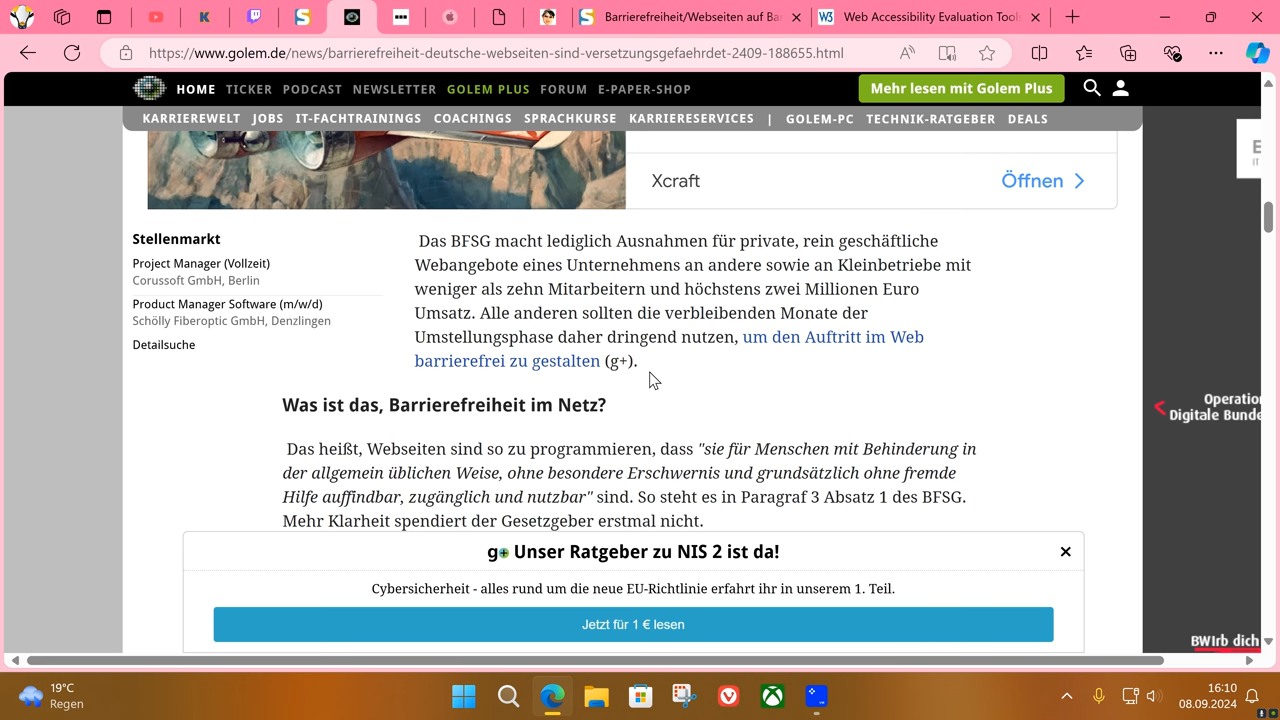 Barrierefreiheit/Webseiten auf Ba
Web Accessibility Evaluation Tools
https://www.golem.de/news/barrierefreiheit-deutsche-webseiten-sind-versetzungsgefaehrdet-2409-188655.html
HOME TICKER PODCAST NEWSLETTER GOLEM PLUS FORUM E-PAPER-SHOP
Mehr lesen mit Golem Plus
KARRIEREWELT JOBS IT-FACHTRAININGS COACHINGS SPRACHKURSE KARRIERESERVICES | GOLEM-PC TECHNIK-RATGEBER DEALS
Xcraft
Öffnen
Stellenmarkt
Project Manager (Vollzeit)
Corussoft GmbH, Berlin
Product Manager Software (m/w/d)
Schölly Fiberoptic GmbH, Denzlingen
Detailsuche
Das BFSG macht lediglich Ausnahmen für private, rein geschäftliche
Webangebote eines Unternehmens an andere sowie an Kleinbetriebe mit
weniger als zehn Mitarbeitern und höchstens zwei Millionen Euro
Umsatz. Alle anderen sollten die verbleibenden Monate der
Umstellungsphase daher dringend nutzen, um den Auftritt im Web
barrierefrei zu gestalten (g+).
Was ist das, Barrierefreiheit im Netz?
Das heißt, Webseiten sind so zu programmieren, dass "sie für Menschen mit Behinderung in
der allgemein üblichen Weise, ohne besondere Erschwernis und grundsätzlich ohne fremde
Hilfe auffindbar, zugänglich und nutzbar" sind. So steht es in Paragraf 3 Absatz 1 des BFSG.
Mehr Klarheit spendiert der Gesetzgeber erstmal nicht.
g+ Unser Ratgeber zu NIS 2 ist da!
Cybersicherheit - alles rund um die neue EU-Richtlinie erfahrt ihr in unserem 1. Teil.
Jetzt für 1 € lesen
E
IT
Operation
Digitale Bunde
BWIrb dich
19°C
Regen
16:10
08.09.2024